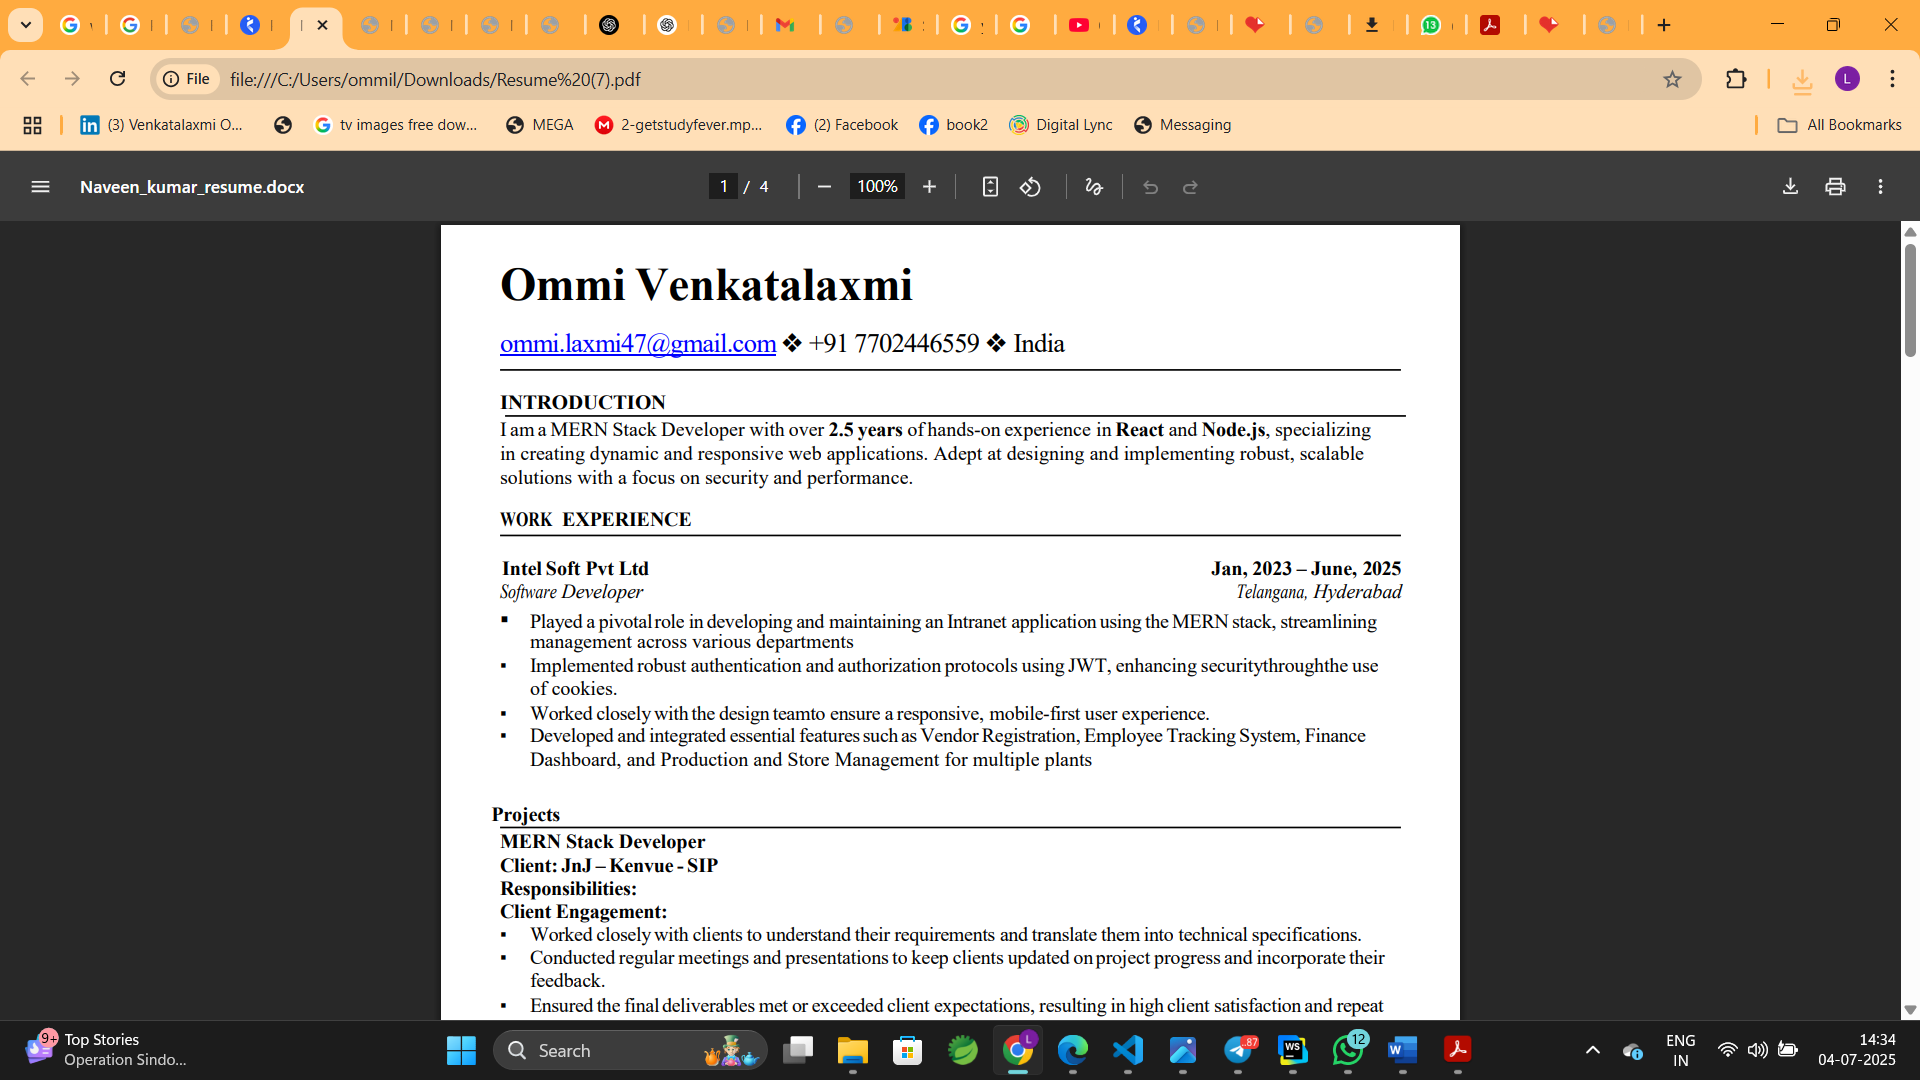 File
file:///C:/Users/ommil/Downloads/Resume%20(7).pdf
L
(3) Venkatalaxmi O...
tv images free dow...
MEGA
2-getstudyfever.mp...
(2) Facebook
book2
Digital Lync
Messaging
All Bookmarks
Naveen_kumar_resume.docx
1 / 4
100%
Ommi Venkatalaxmi
ommi.laxmi47@gmail.com ❖ +91 7702446559 ❖ India
INTRODUCTION
I am a MERN Stack Developer with over 2.5 years of hands-on experience in React and Node.js, specializing
in creating dynamic and responsive web applications. Adept at designing and implementing robust, scalable
solutions with a focus on security and performance.
WORK EXPERIENCE
Intel Soft Pvt Ltd Jan, 2023 – June, 2025
Software Developer Telangana, Hyderabad
▪ Played a pivotal role in developing and maintaining an Intranet application using the MERN stack, streamlining
management across various departments
▪ Implemented robust authentication and authorization protocols using JWT, enhancing securitythroughthe use
of cookies.
▪ Worked closely with the design teamto ensure a responsive, mobile-first user experience.
▪ Developed and integrated essential features such as Vendor Registration, Employee Tracking System, Finance
Dashboard, and Production and Store Management for multiple plants
Projects
MERN Stack Developer
Client: JnJ – Kenvue - SIP
Responsibilities:
Client Engagement:
▪ Worked closely with clients to understand their requirements and translate them into technical specifications.
▪ Conducted regular meetings and presentations to keep clients updated on project progress and incorporate their
feedback.
▪ Ensured the final deliverables met or exceeded client expectations, resulting in high client satisfaction and repeat
9+
Top Stories
Operation Sindo...
Search
L
.87
WS
12
ENG
IN
14:34
04-07-2025